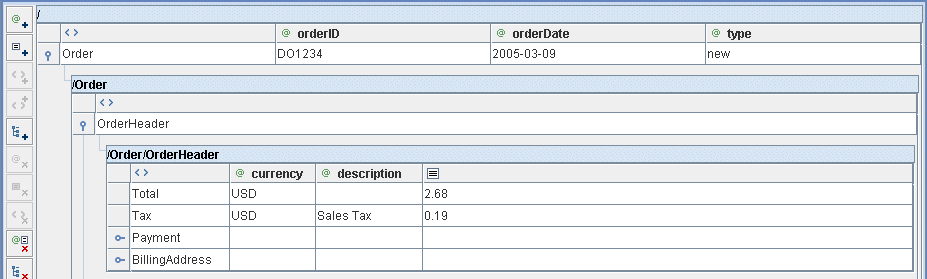 /
<> @ orderID @ orderDate @ type
Order DO1234 2005-03-09 new
/Order
<>
OrderHeader
/Order/OrderHeader
<> @ currency @ description
Total USD 2.68
Tax USD Sales Tax 0.19
Payment
BillingAddress